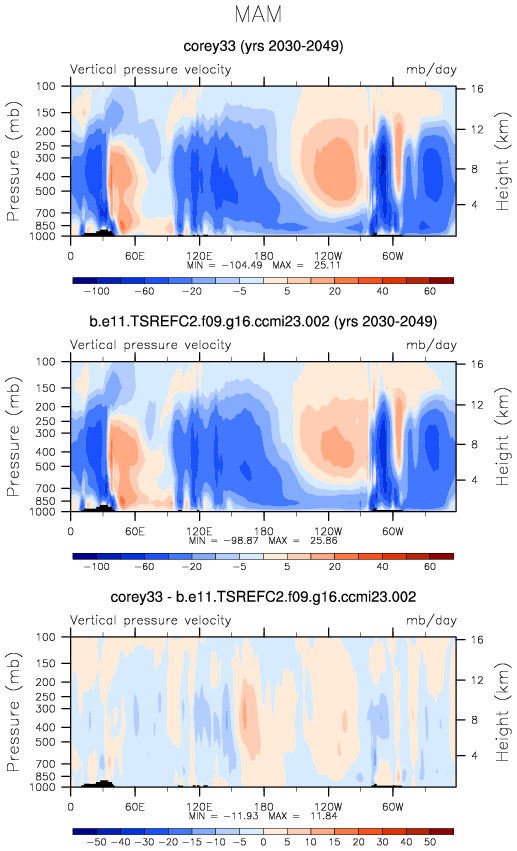 MAM
corey33 (yrs 2030-2049)
Vertical pressure velocity mb/day
Pressure (mb)
Height (km)
100 150 200 250 300 400 500 700 850 1000
16 12 8 4
0 60E 120E 180 120W 60W
MIN = -104.49 MAX = 25.11
-100 -60 -20 -5 5 20 40 60
b.e11.TSREFC2.f09.g16.ccmi23.002 (yrs 2030-2049)
Vertical pressure velocity mb/day
Pressure (mb)
Height (km)
100 150 200 250 300 400 500 700 850 1000
16 12 8 4
0 60E 120E 180 120W 60W
MIN = -98.87 MAX = 25.86
-100 -60 -20 -5 5 20 40 60
corey33 - b.e11.TSREFC2.f09.g16.ccmi23.002
Vertical pressure velocity mb/day
Pressure (mb)
Height (km)
100 150 200 250 300 400 500 700 850 1000
16 12 8 4
0 60E 120E 180 120W 60W
MIN = -11.93 MAX = 11.84
-50 -40 -30 -20 -15 -10 -5 0 5 10 15 20 30 40 50